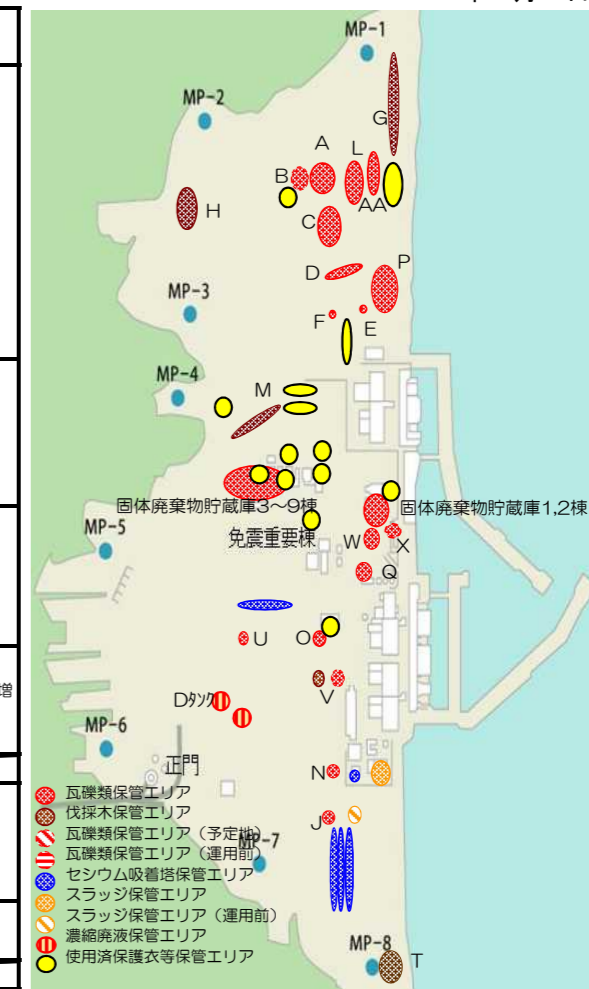 MP-1
G
MP-2
A
L
B
AA
H
C
P
D
MP-3
F
E
MP-4
M
固体廃棄物貯蔵庫3～9棟
固体廃棄物貯蔵庫1,2棟
MP-5
免震重要棟
W
X
Q
U
O
増
Dタンク
V
MP-6
正門
N
瓦礫類保管エリア
伐採木保管エリア
J
瓦礫類保管エリア（予定地）
瓦礫類保管エリア（運用前）
MP-7
セシウム吸着塔保管エリア
スラッジ保管エリア
スラッジ保管エリア（運用前）
濃縮廃液保管エリア
MP-8
T
使用済保護衣等保管エリア